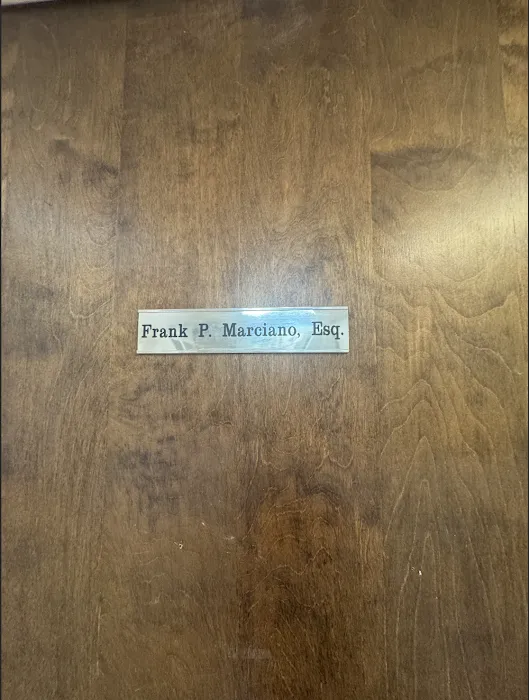 Frank P. Marciano, Esq.